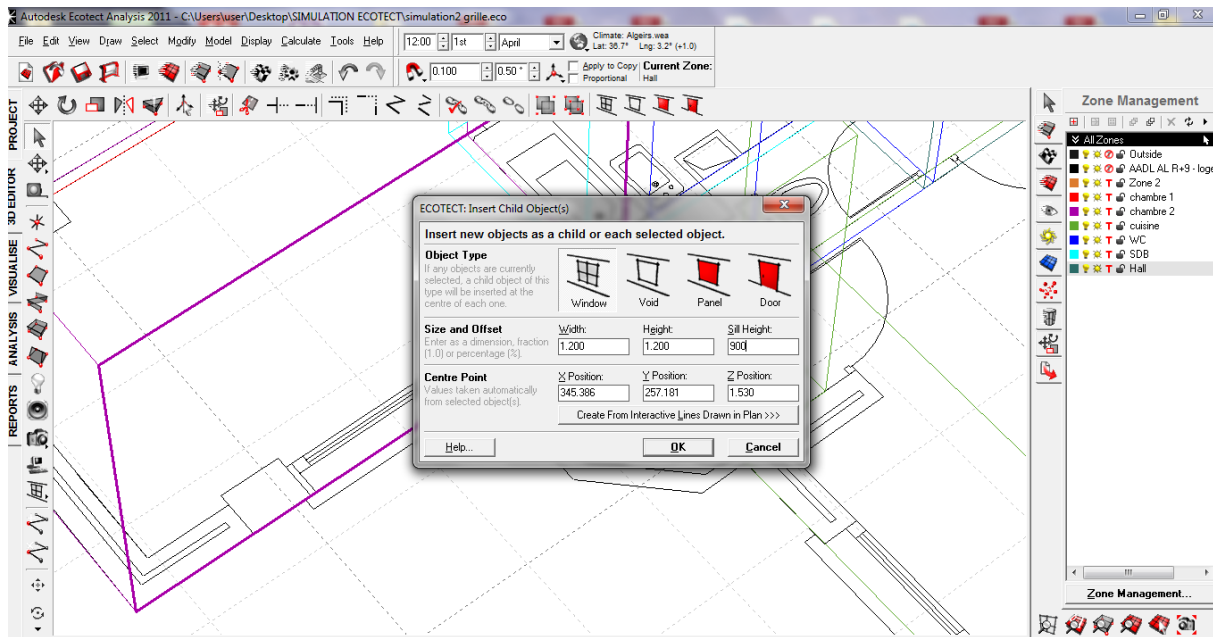 Autodesk Ecotect Analysis 2011 - C:\Users\user\Desktop\SIMULATION ECOTECT\simulation2 grille.eco
File Edit View Draw Select Modify Model Display Calculate Tools Help
12:00 1st April
Climate: Algeirs.wea
Lat: 36.7° Lng: 3.2° (+1.0)
0.100 0.50 °
Apply to Copy
Proportional
Current Zone:
Hall
PROJECT
3D EDITOR
VISUALISE
ANALYSIS
REPORTS
ECOTECT: Insert Child Object(s)
Insert new objects as a child or each selected object.
Object Type
If any objects are currently
selected, a child object of this
type will be inserted at the
centre of each one.
Window Void Panel Door
Size and Offset
Enter as a dimension, fraction
(1.0) or percentage (%).
Width: Height: Sill Height:
1.200 1.200 900
Centre Point
Values taken automatically
from selected object(s).
X Position: Y Position: Z Position:
345.386 257.181 1.530
Create From Interactive Lines Drawn in Plan >>>
Help... OK Cancel
Zone Management
All Zones
Outside
AADL AL R+9 - loge
Zone 2
chambre 1
chambre 2
cuisine
WC
SDB
Hall
Zone Management...